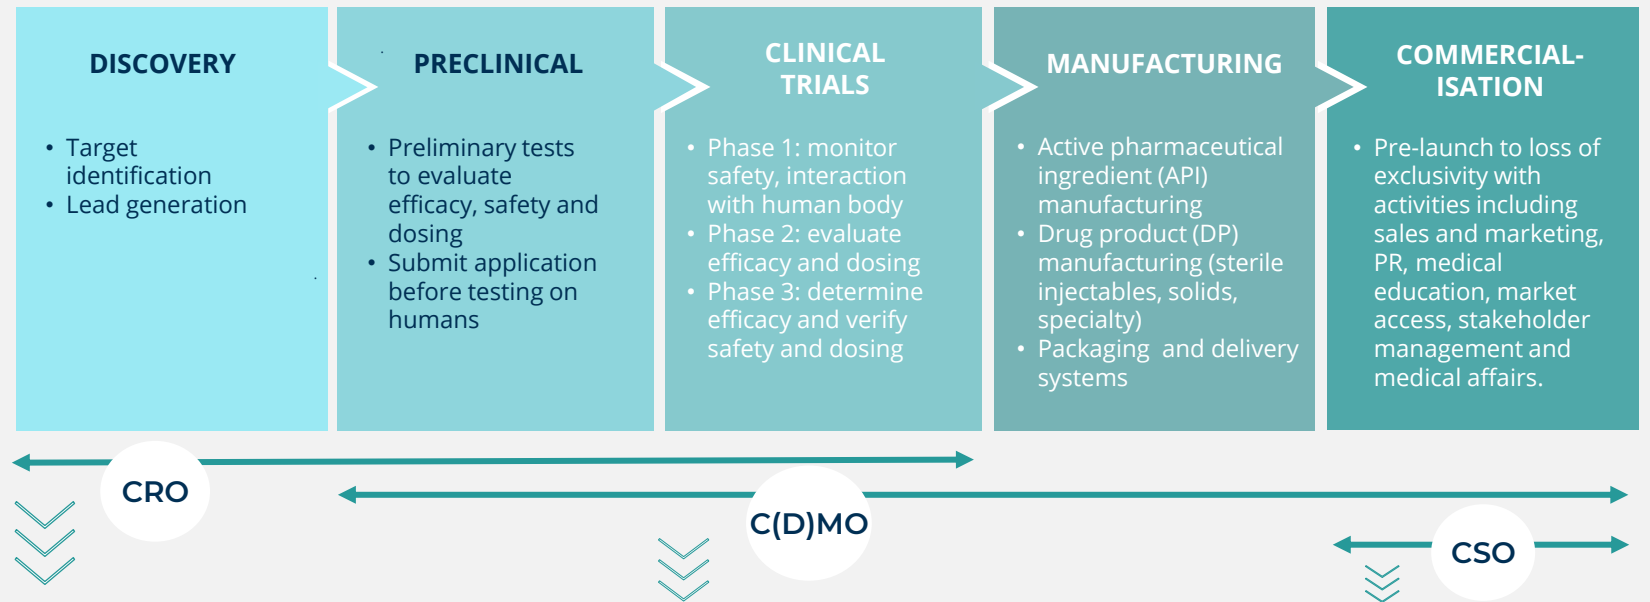 DISCOVERY
• Target
identification
• Lead generation
PRECLINICAL
• Preliminary tests
to evaluate
efficacy, safety and
dosing
• Submit application
before testing on
humans
CLINICAL
TRIALS
• Phase 1: monitor
safety, interaction
with human body
• Phase 2: evaluate
efficacy and dosing
• Phase 3: determine
efficacy and verify
safety and dosing
MANUFACTURING
• Active pharmaceutical
ingredient (API)
manufacturing
• Drug product (DP)
manufacturing (sterile
injectables, solids,
specialty)
• Packaging and delivery
systems
COMMERCIAL-
ISATION
• Pre-launch to loss of
exclusivity with
activities including
sales and marketing,
PR, medical
education, market
access, stakeholder
management and
medical affairs.
CRO
C(D)MO
CSO